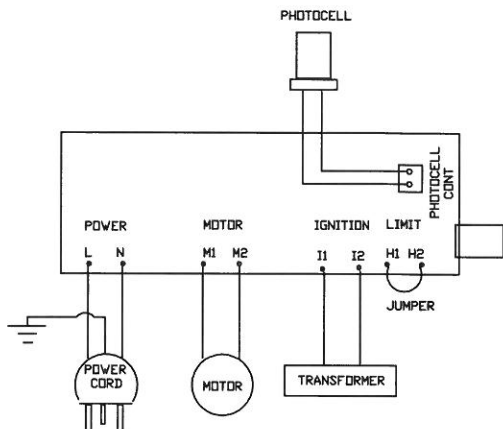 PHOTOCELL
PHOTOCELL
CONT
POWER
MOTOR
IGNITION
LIMIT
L
N
M1
M2
I1
I2
H1
H2
JUMPER
POWER
CORD
MOTOR
TRANSFORMER